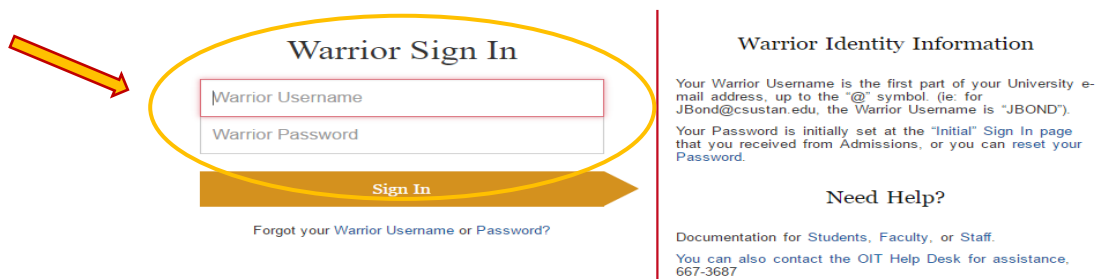 Warrior Sign In
Warrior Username
Warrior Password
Sign In
Forgot your Warrior Username or Password?
Warrior Identity Information
Your Warrior Username is the first part of your University e-
mail address, up to the “@” symbol. (ie: for
JBond@csustan.edu, the Warrior Username is “JBOND”).
Your Password is initially set at the “Initial” Sign In page
that you received from Admissions, or you can reset your
Password.
Need Help?
Documentation for Students, Faculty, or Staff.
You can also contact the OIT Help Desk for assistance,
667-3687